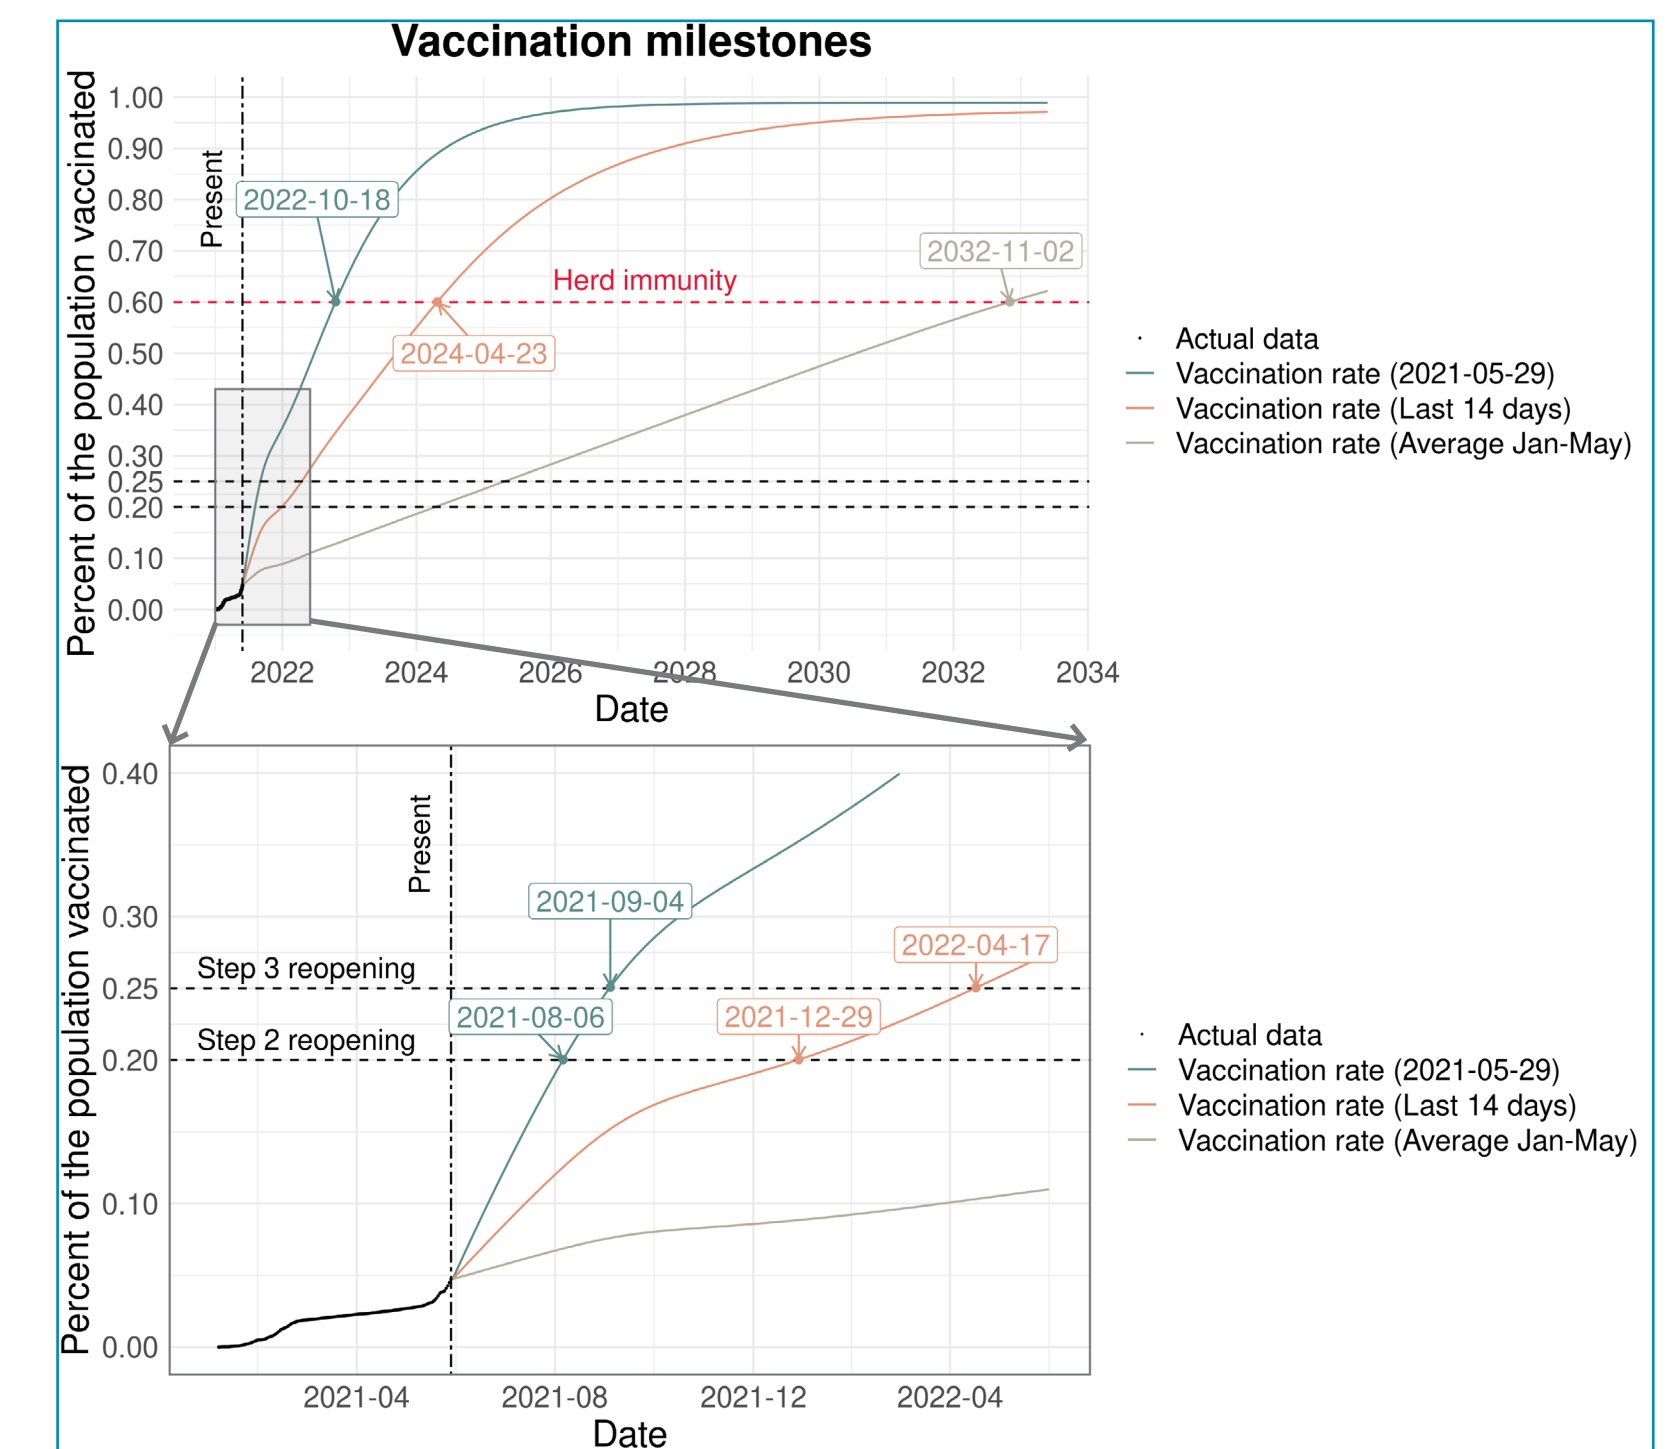 Vaccination milestones
Percent of the population vaccinated
1.00
0.90
0.80
0.70
0.60
0.50
0.40
0.30
0.25
0.20
0.10
0.00
Present
2022-10-18
2032-11-02
Herd immunity
2024-04-23
2022 2024 2026 2028 2030 2032 2034
Date
Actual data
Vaccination rate (2021-05-29)
Vaccination rate (Last 14 days)
Vaccination rate (Average Jan-May)
Percent of the population vaccinated
0.40
0.30
0.25
0.20
0.10
0.00
Present
2021-09-04
2022-04-17
Step 3 reopening
2021-08-06
2021-12-29
Step 2 reopening
2021-04 2021-08 2021-12 2022-04
Date
Actual data
Vaccination rate (2021-05-29)
Vaccination rate (Last 14 days)
Vaccination rate (Average Jan-May)